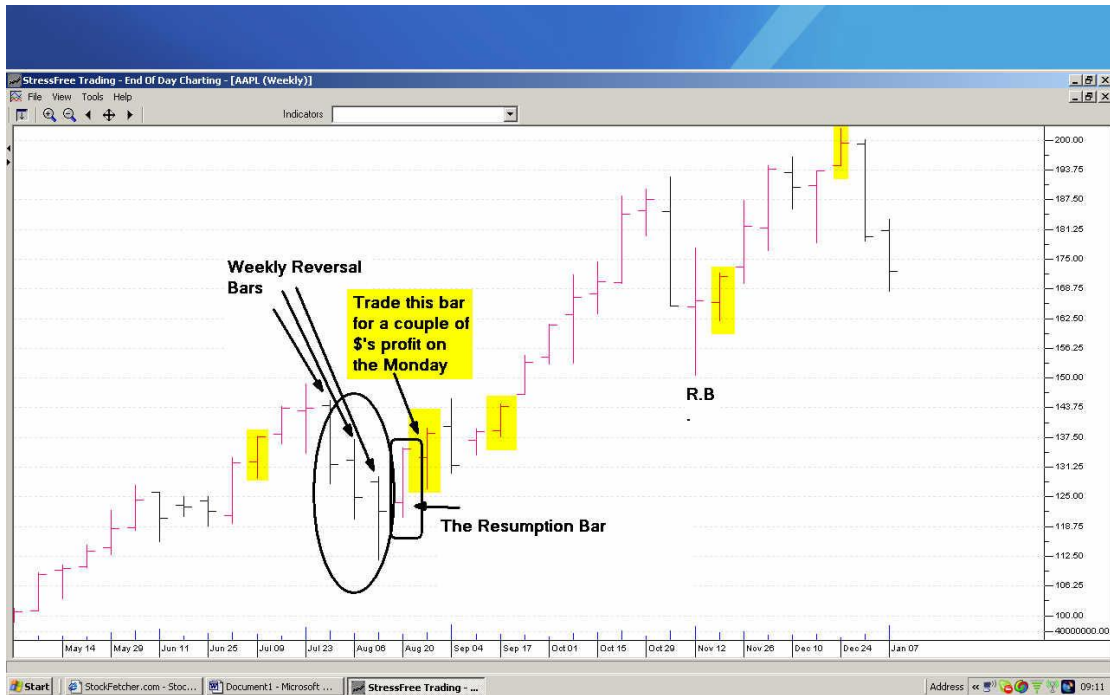 StressFree Trading - End Of Day Charting - [AAPL (Weekly)]
File View Tools Help
Indicators
200.00
193.75
187.50
181.25
175.00
168.75
162.50
156.25
150.00
143.75
137.50
131.25
125.00
118.75
112.50
106.25
100.00
40000000.00
Weekly Reversal
Bars
Trade this bar
for a couple of
$'s profit on
the Monday
R.B
The Resumption Bar
May 14 May 29 Jun 11 Jun 25 Jul 09 Jul 23 Aug 06 Aug 20 Sep 04 Sep 17 Oct 01 Oct 15 Oct 29 Nov 12 Nov 26 Dec 10 Dec 24 Jan 07
Start StockFetcher.com - Stoc... Document1 - Microsoft ... StressFree Trading - ... Address « 09:11